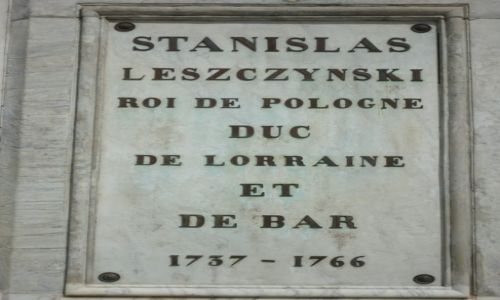 STANISLAS
LESZCZYNSKI
ROI DE POLOGNE
DUC
DE LORRAINE
ET
DE BAR
1737 - 1766